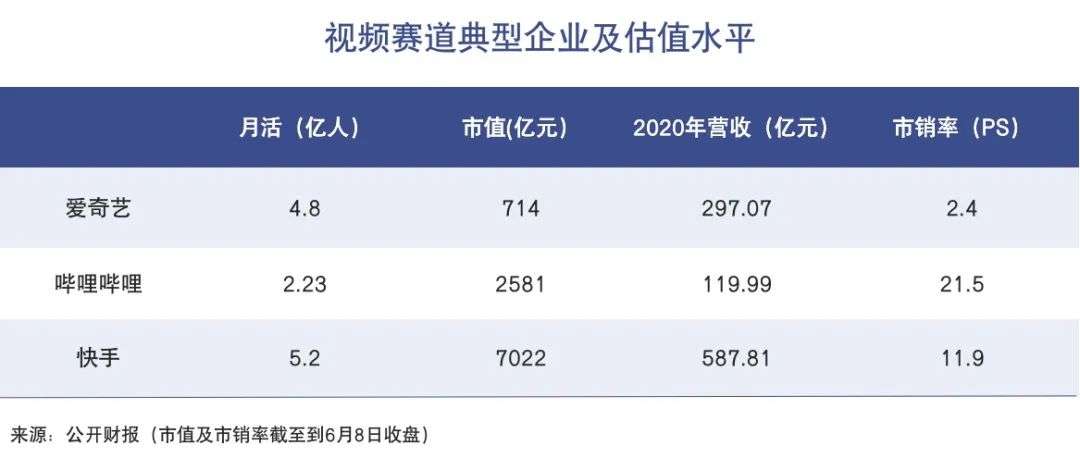 视频赛道典型企业及估值水平
月活（亿人） 市值(亿元） 2020年营收（亿元） 市销率（PS）
爱奇艺 4.8 714 297.07 2.4
哔哩哔哩 2.23 2581 119.99 21.5
快手 5.2 7022 587.81 11.9
来源：公开财报（市值及市销率截至到6月8日收盘）